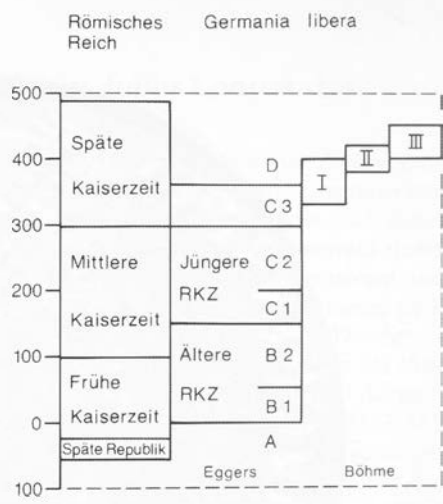 Römisches Germania libera
Reich
500
Späte
400
D
I
II
III
Kaiserzeit
C 3
300
Mittlere
Jüngere
C 2
200
RKZ
Kaiserzeit
C 1
100
Ältere
B 2
Frühe
RKZ
B 1
0
Kaiserzeit
A
Späte Republik
Eggers
Böhme
100